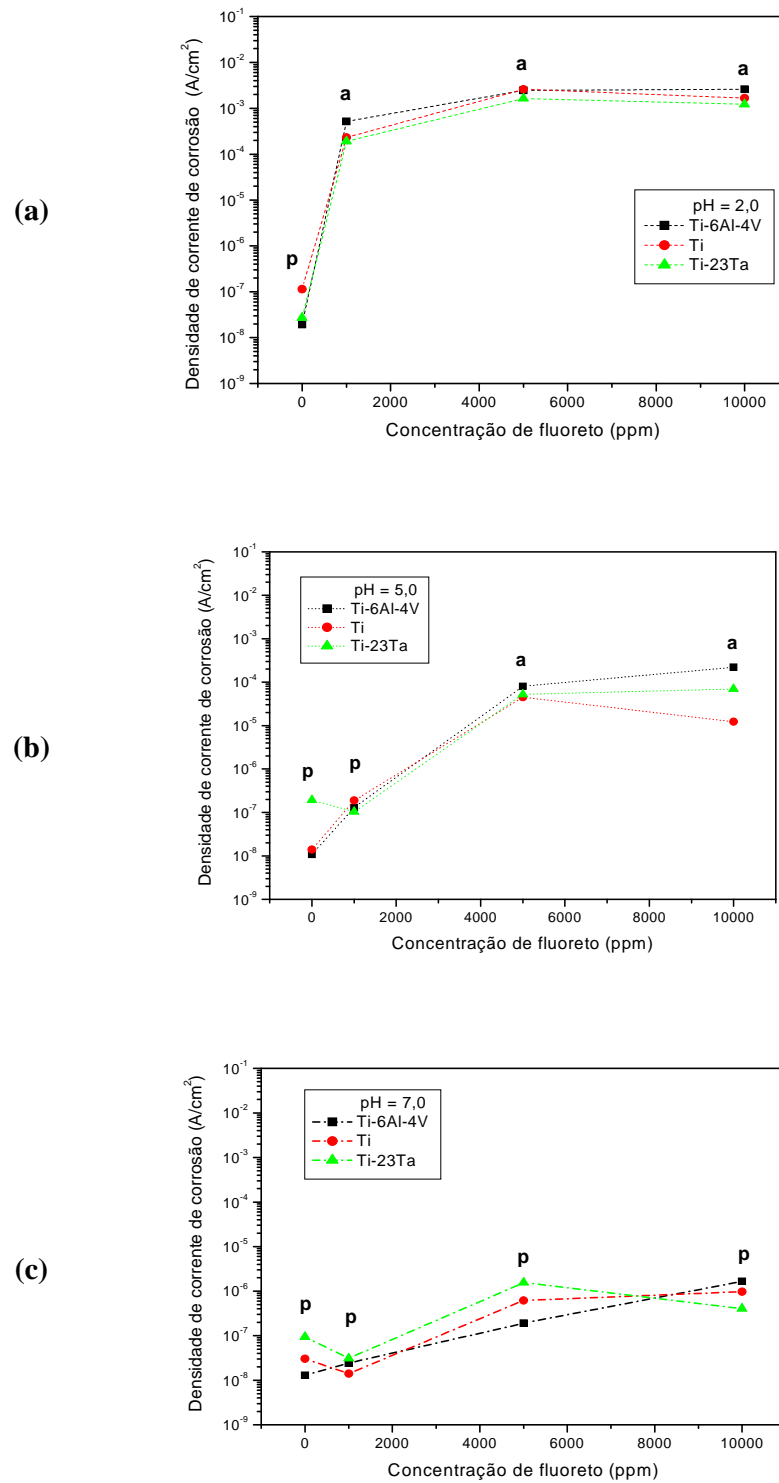 (a)
Densidade de corrente de corrosão (A/cm²)
10⁻¹
10⁻²
10⁻³
10⁻⁴
10⁻⁵
10⁻⁶
10⁻⁷
10⁻⁸
10⁻⁹
p
a
a
a
pH = 2,0
Ti-6Al-4V
Ti
Ti-23Ta
0 2000 4000 6000 8000 10000
Concentração de fluoreto (ppm)
(b)
Densidade de corrente de corrosão (A/cm²)
10⁻¹
10⁻²
10⁻³
10⁻⁴
10⁻⁵
10⁻⁶
10⁻⁷
10⁻⁸
10⁻⁹
pH = 5,0
Ti-6Al-4V
Ti
Ti-23Ta
p
p
a
a
0 2000 4000 6000 8000 10000
Concentração de fluoreto (ppm)
(c)
Densidade de corrente de corrosão (A/cm²)
10⁻¹
10⁻²
10⁻³
10⁻⁴
10⁻⁵
10⁻⁶
10⁻⁷
10⁻⁸
10⁻⁹
pH = 7,0
Ti-6Al-4V
Ti
Ti-23Ta
p
p
p
p
0 2000 4000 6000 8000 10000
Concentração de fluoreto (ppm)